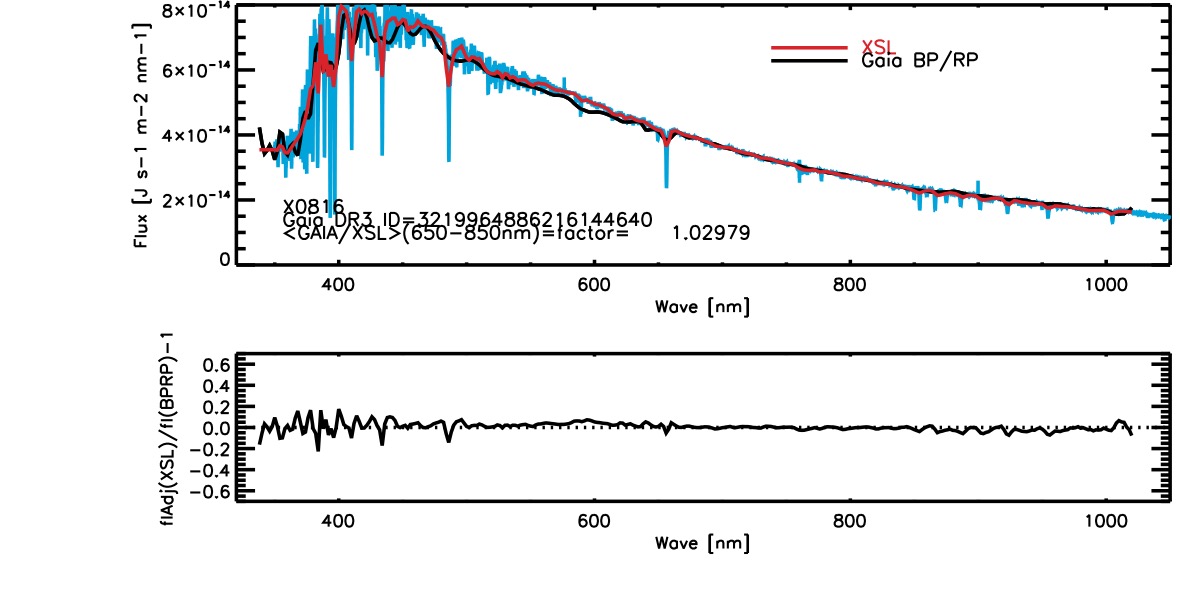 8×10⁻¹⁴
6×10⁻¹⁴
4×10⁻¹⁴
2×10⁻¹⁴
0
Flux [J s−1 m−2 nm−1]
XSL
Gaia BP/RP
X0816
Gaia DR3 ID=3219964886216144640
<GAIA/XSL>(650−850nm)=factor= 1.02979
400 600 800 1000
Wave [nm]
flAdj(XSL)/fl(BPRP)−1
0.6
0.4
0.2
0.0
−0.2
−0.4
−0.6
400 600 800 1000
Wave [nm]